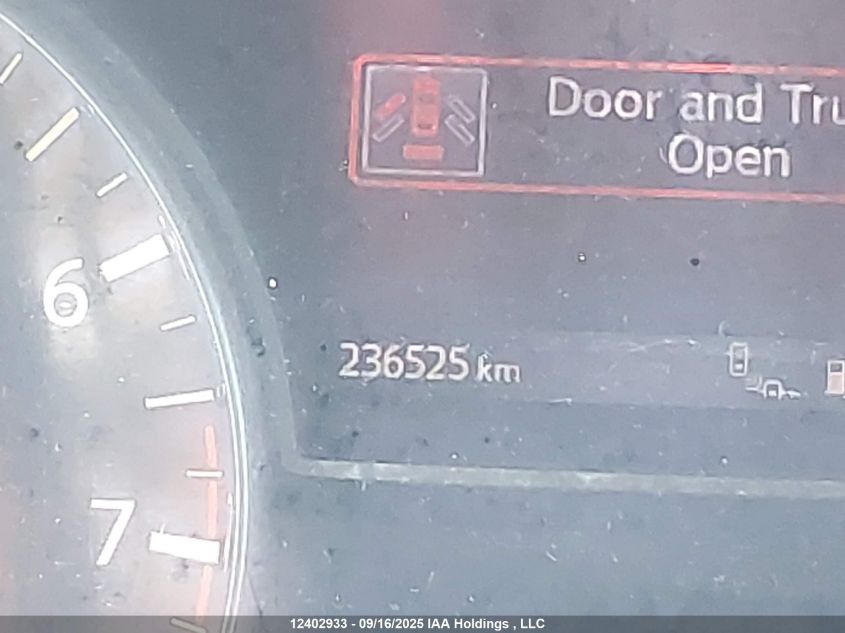 Door and Tru
Open
6
236525 km
7
12402933 - 09/16/2025 IAA Holdings , LLC